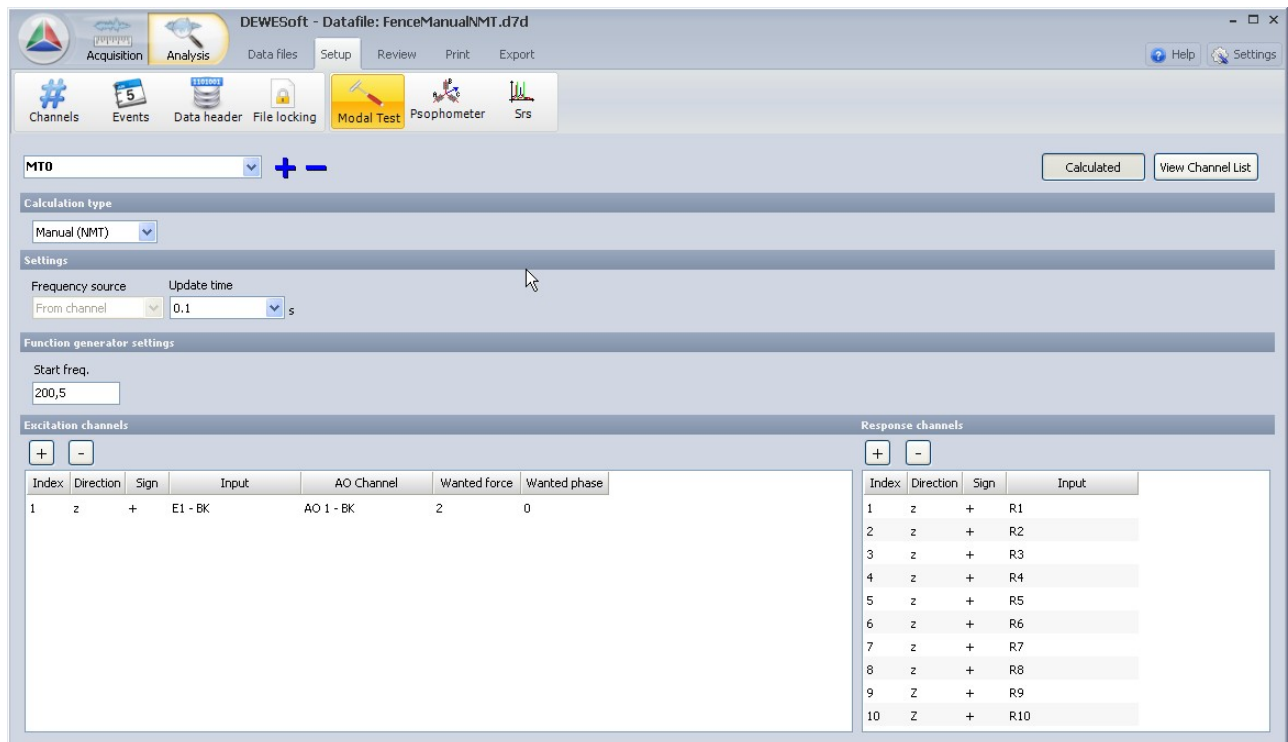 DEWESoft - Datafile: FenceManualNMT.d7d
Acquisition Analysis Data files Setup Review Print Export Help Settings
5 1101001
Channels Events Data header File locking Modal Test Psophometer Srs
MT0 Calculated View Channel List
Calculation type
Manual (NMT)
Settings
Frequency source Update time
From channel 0.1 s
Function generator settings
Start freq.
200,5
Excitation channels Response channels
+ - + -
Index Direction Sign Input AO Channel Wanted force Wanted phase Index Direction Sign Input
1 z + E1 - BK AO 1 - BK 2 0 1 z + R1
2 z + R2
3 z + R3
4 z + R4
5 z + R5
6 z + R6
7 z + R7
8 z + R8
9 Z + R9
10 Z + R10